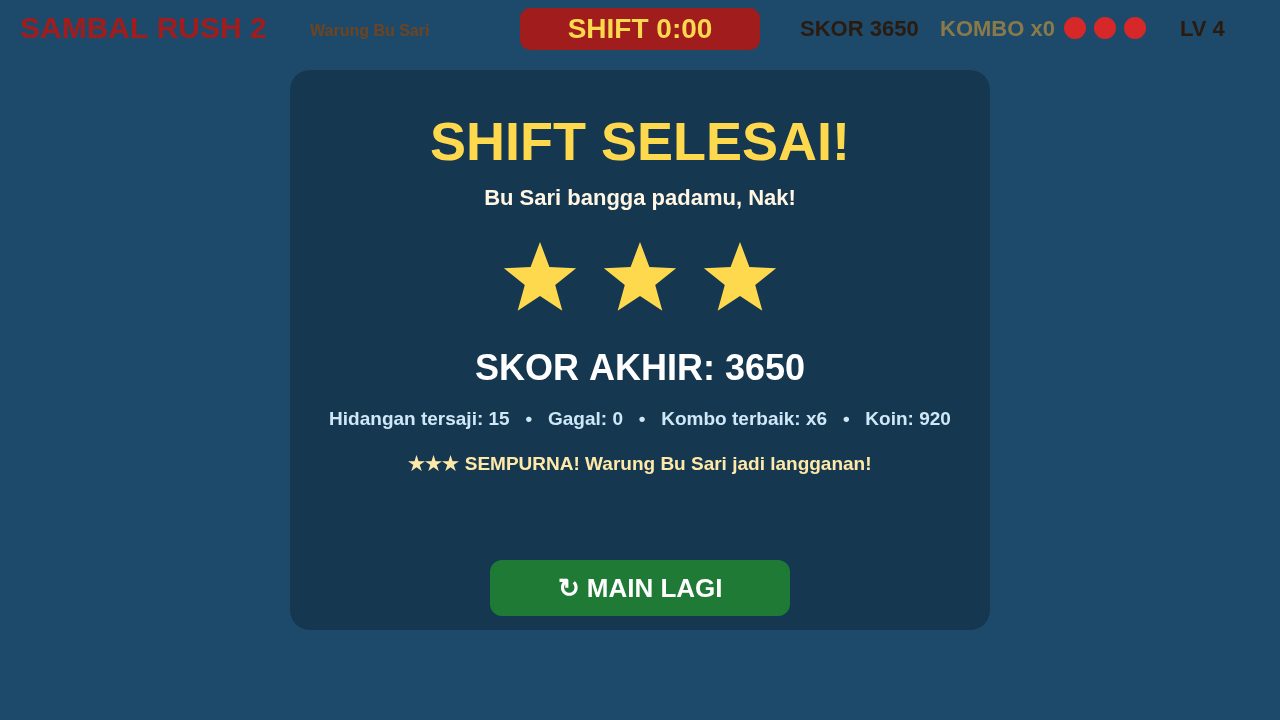 SAMBAL RUSH 2 Warung Bu Sari SHIFT 0:00 SKOR 3650 KOMBO x0 LV 4
SHIFT SELESAI!
Bu Sari bangga padamu, Nak!
SKOR AKHIR: 3650
Hidangan tersaji: 15 • Gagal: 0 • Kombo terbaik: x6 • Koin: 920
★★★ SEMPURNA! Warung Bu Sari jadi langganan!
↻ MAIN LAGI